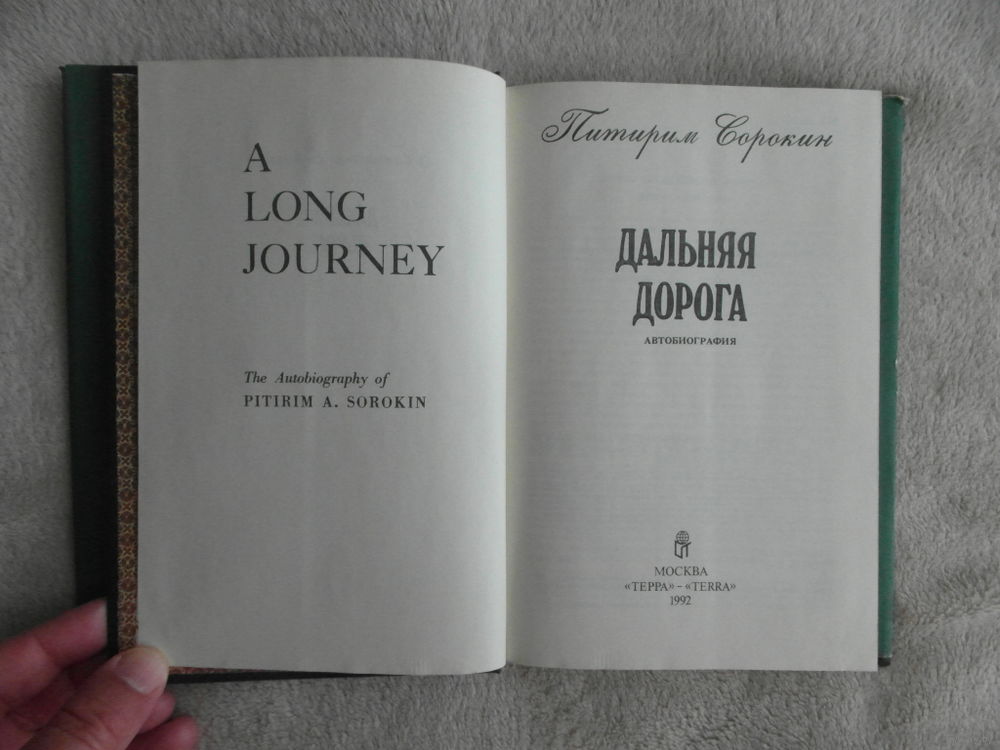 A
LONG
JOURNEY
The Autobiography of
PITIRIM A. SOROKIN
Питирим Сорокин
ДАЛЬНЯЯ
ДОРОГА
АВТОБИОГРАФИЯ
МОСКВА
«ТЕРРА» – «TERRA»
1992